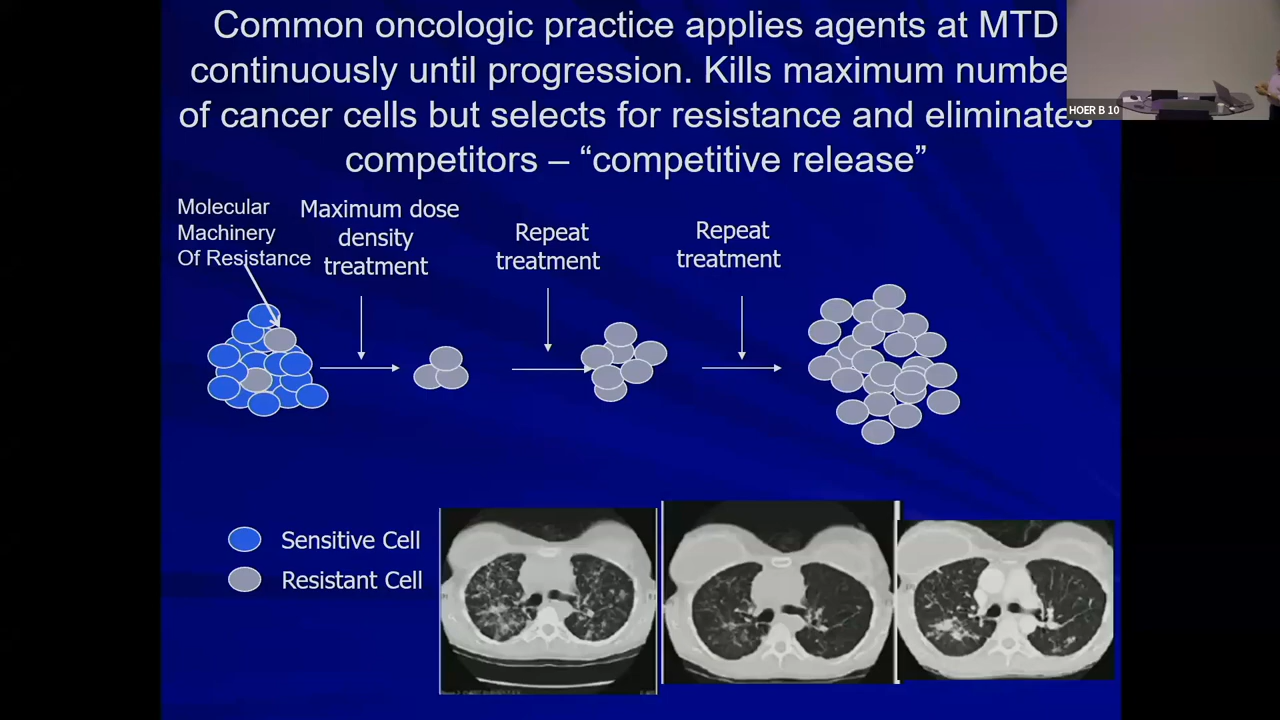 Common oncologic practice applies agents at MTD
continuously until progression. Kills maximum numbe
of cancer cells but selects for resistance and eliminates
competitors – “competitive release”
HOER B 10
Molecular
Machinery
Of Resistance
Maximum dose
density
treatment
Repeat
treatment
Repeat
treatment
Sensitive Cell
Resistant Cell